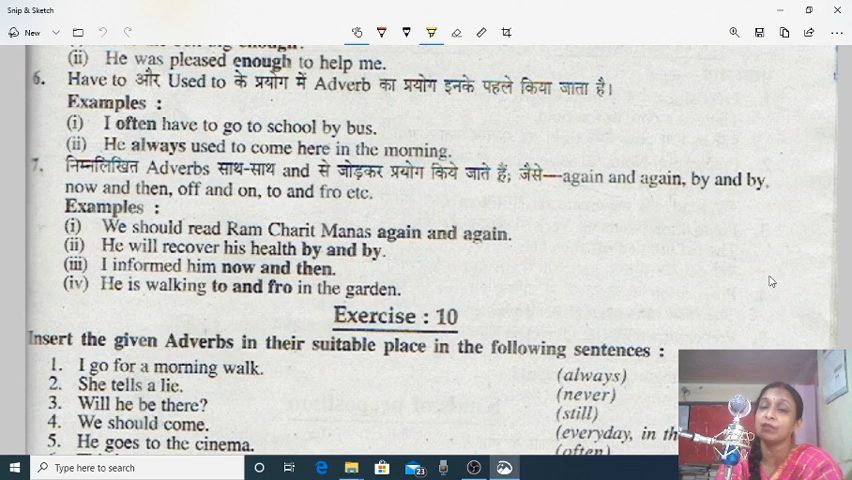 Snip & Sketch
New
(ii) He was pleased enough to help me.
6. Have to और Used to के प्रयोग में Adverb का प्रयोग इनके पहले किया जाता है।
Examples :
(i) I often have to go to school by bus.
(ii) He always used to come here in the morning.
7. निम्नलिखित Adverbs साथ-साथ and से जोड़कर प्रयोग किये जाते हैं; जैसे—again and again, by and by,
now and then, off and on, to and fro etc.
Examples :
(i) We should read Ram Charit Manas again and again.
(ii) He will recover his health by and by.
(iii) I informed him now and then.
(iv) He is walking to and fro in the garden.
Exercise : 10
Insert the given Adverbs in their suitable place in the following sentences :
1. I go for a morning walk. (always)
2. She tells a lie. (never)
3. Will he be there? (still)
4. We should come. (everyday, in th
5. He goes to the cinema. (often)
Type here to search
23